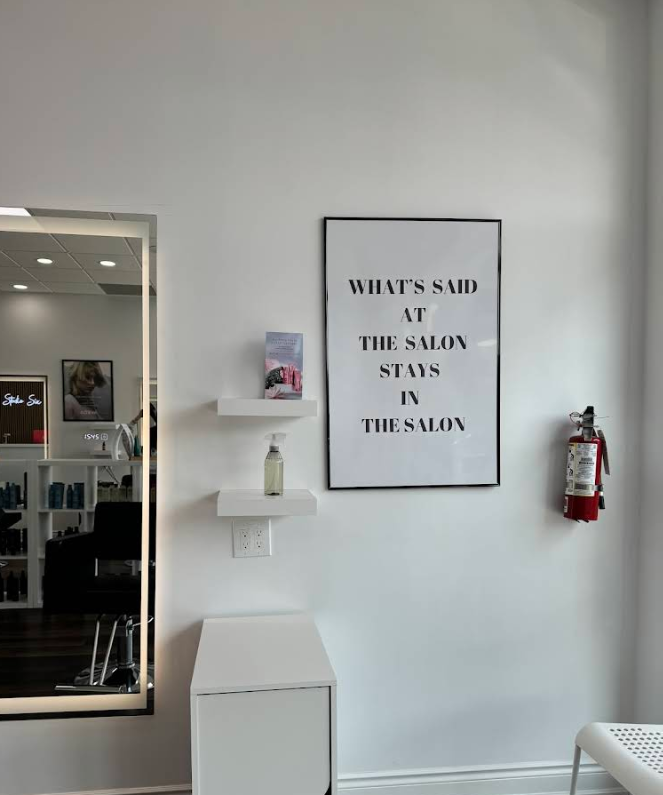 WHAT'S SAID
AT
THE SALON
STAYS
IN
THE SALON